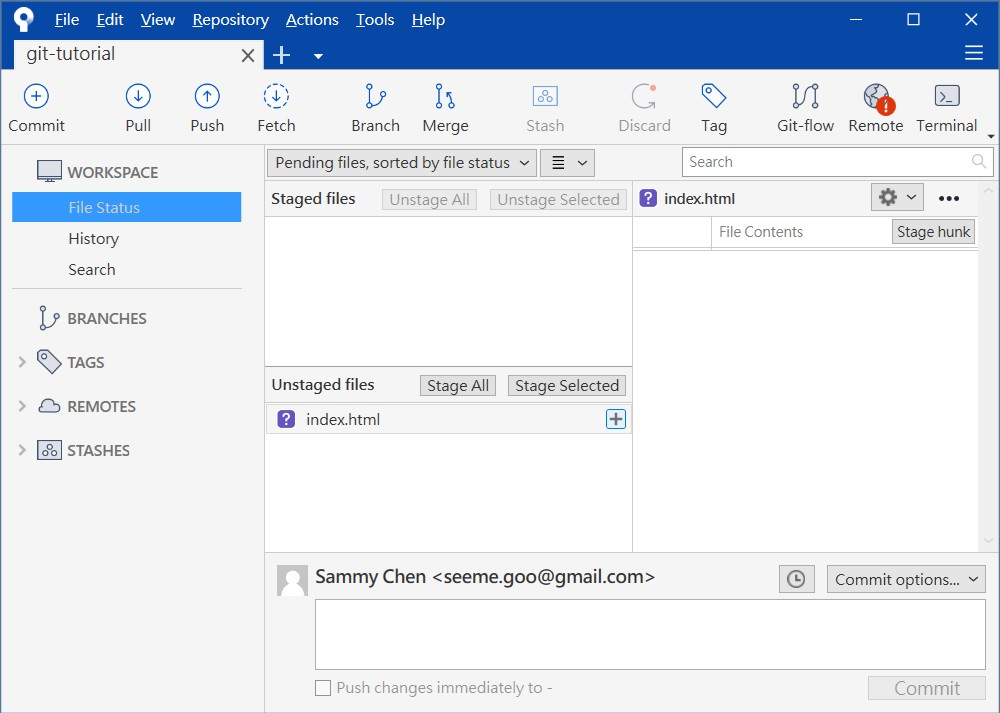 File Edit View Repository Actions Tools Help
git-tutorial
Commit Pull Push Fetch Branch Merge Stash Discard Tag Git-flow Remote Terminal
WORKSPACE
File Status
History
Search
BRANCHES
TAGS
REMOTES
STASHES
Pending files, sorted by file status
Search
Staged files Unstage All Unstage Selected
index.html
File Contents Stage hunk
Unstaged files Stage All Stage Selected
? index.html
Sammy Chen <seeme.goo@gmail.com> Commit options...
Push changes immediately to -
Commit